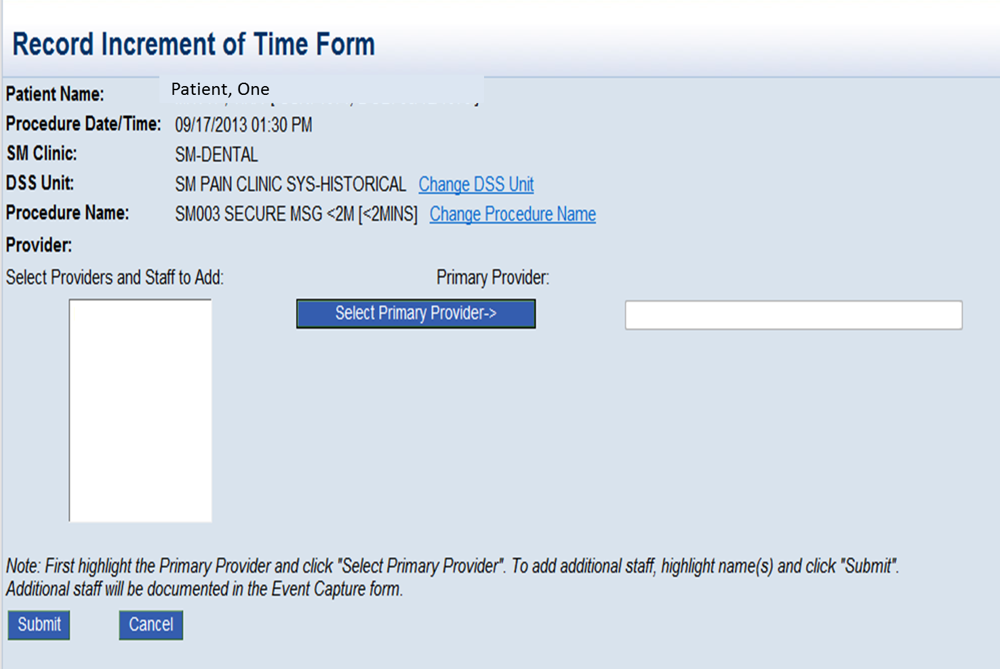 Record Increment of Time Form
Patient Name: Patient, One
Procedure Date/Time: 09/17/2013 01:30 PM
SM Clinic: SM-DENTAL
DSS Unit: SM PAIN CLINIC SYS-HISTORICAL Change DSS Unit
Procedure Name: SM003 SECURE MSG <2M [<2MINS] Change Procedure Name
Provider:
Select Providers and Staff to Add: Primary Provider:
Select Primary Provider->
Note: First highlight the Primary Provider and click "Select Primary Provider". To add additional staff, highlight name(s) and click "Submit".
Additional staff will be documented in the Event Capture form.
Submit Cancel